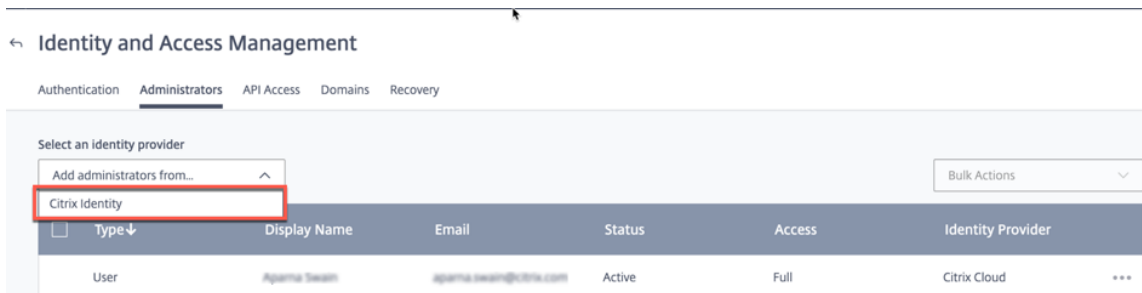 Identity and Access Management
Authentication Administrators API Access Domains Recovery
Select an identity provider
Add administrators from...
Bulk Actions
Citrix Identity
Type Display Name Email Status Access Identity Provider
User Active Full Citrix Cloud